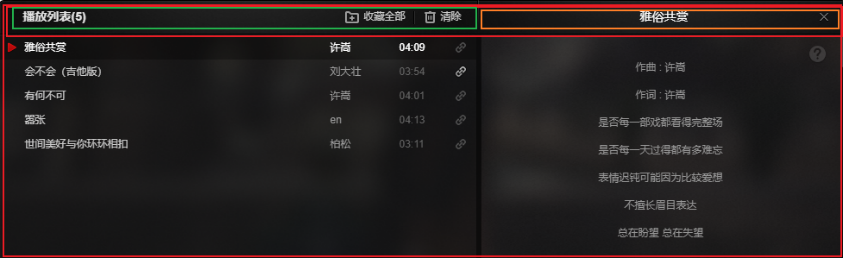 播放列表(5) 收藏全部 清除
雅俗共赏 许嵩 04:09
会不会（吉他版） 刘大壮 03:54
有何不可 许嵩 04:01
嚣张 en 04:13
世间美好与你环环相扣 柏松 03:11
雅俗共赏
作曲 : 许嵩
作词 : 许嵩
是否每一部戏都看得完整场
是否每一天过得都有多难忘
表情迟钝可能因为比较爱想
不擅长眉目表达
总在盼望 总在失望